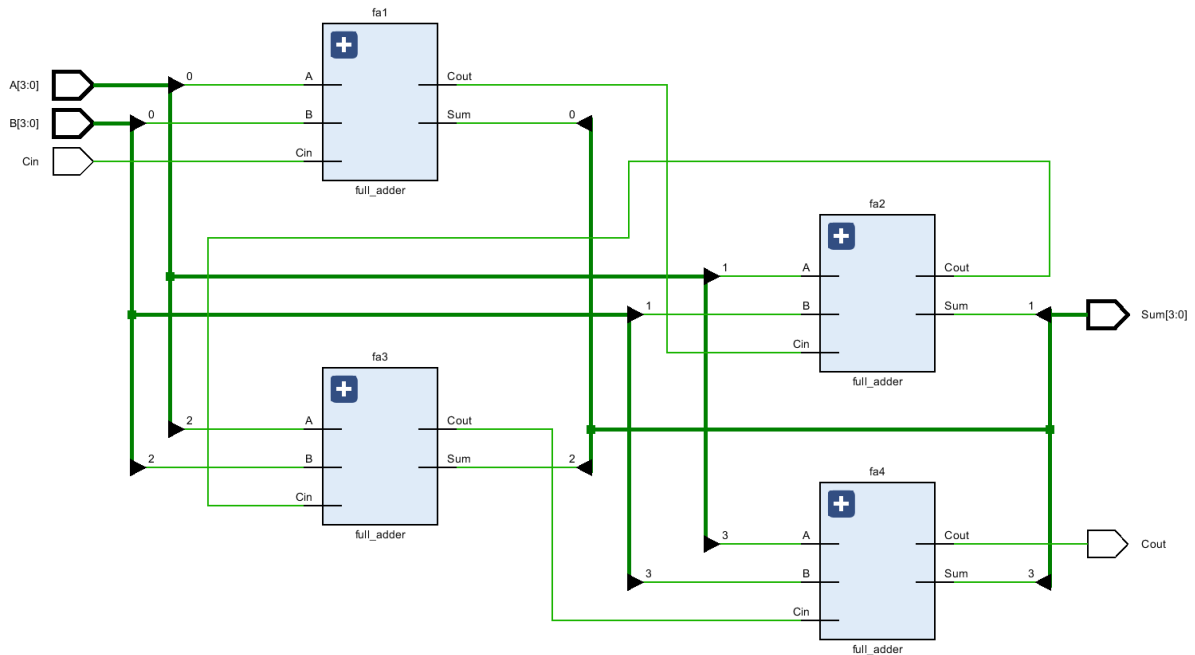 fa1
A[3:0]
0
A
Cout
B[3:0]
0
B
Sum
0
Cin
Cin
full_adder
fa2
1
A
Cout
1
B
Sum
1
Sum[3:0]
Cin
full_adder
fa3
2
A
Cout
2
B
Sum
2
Cin
full_adder
fa4
3
A
Cout
Cout
3
B
Sum
3
Cin
full_adder